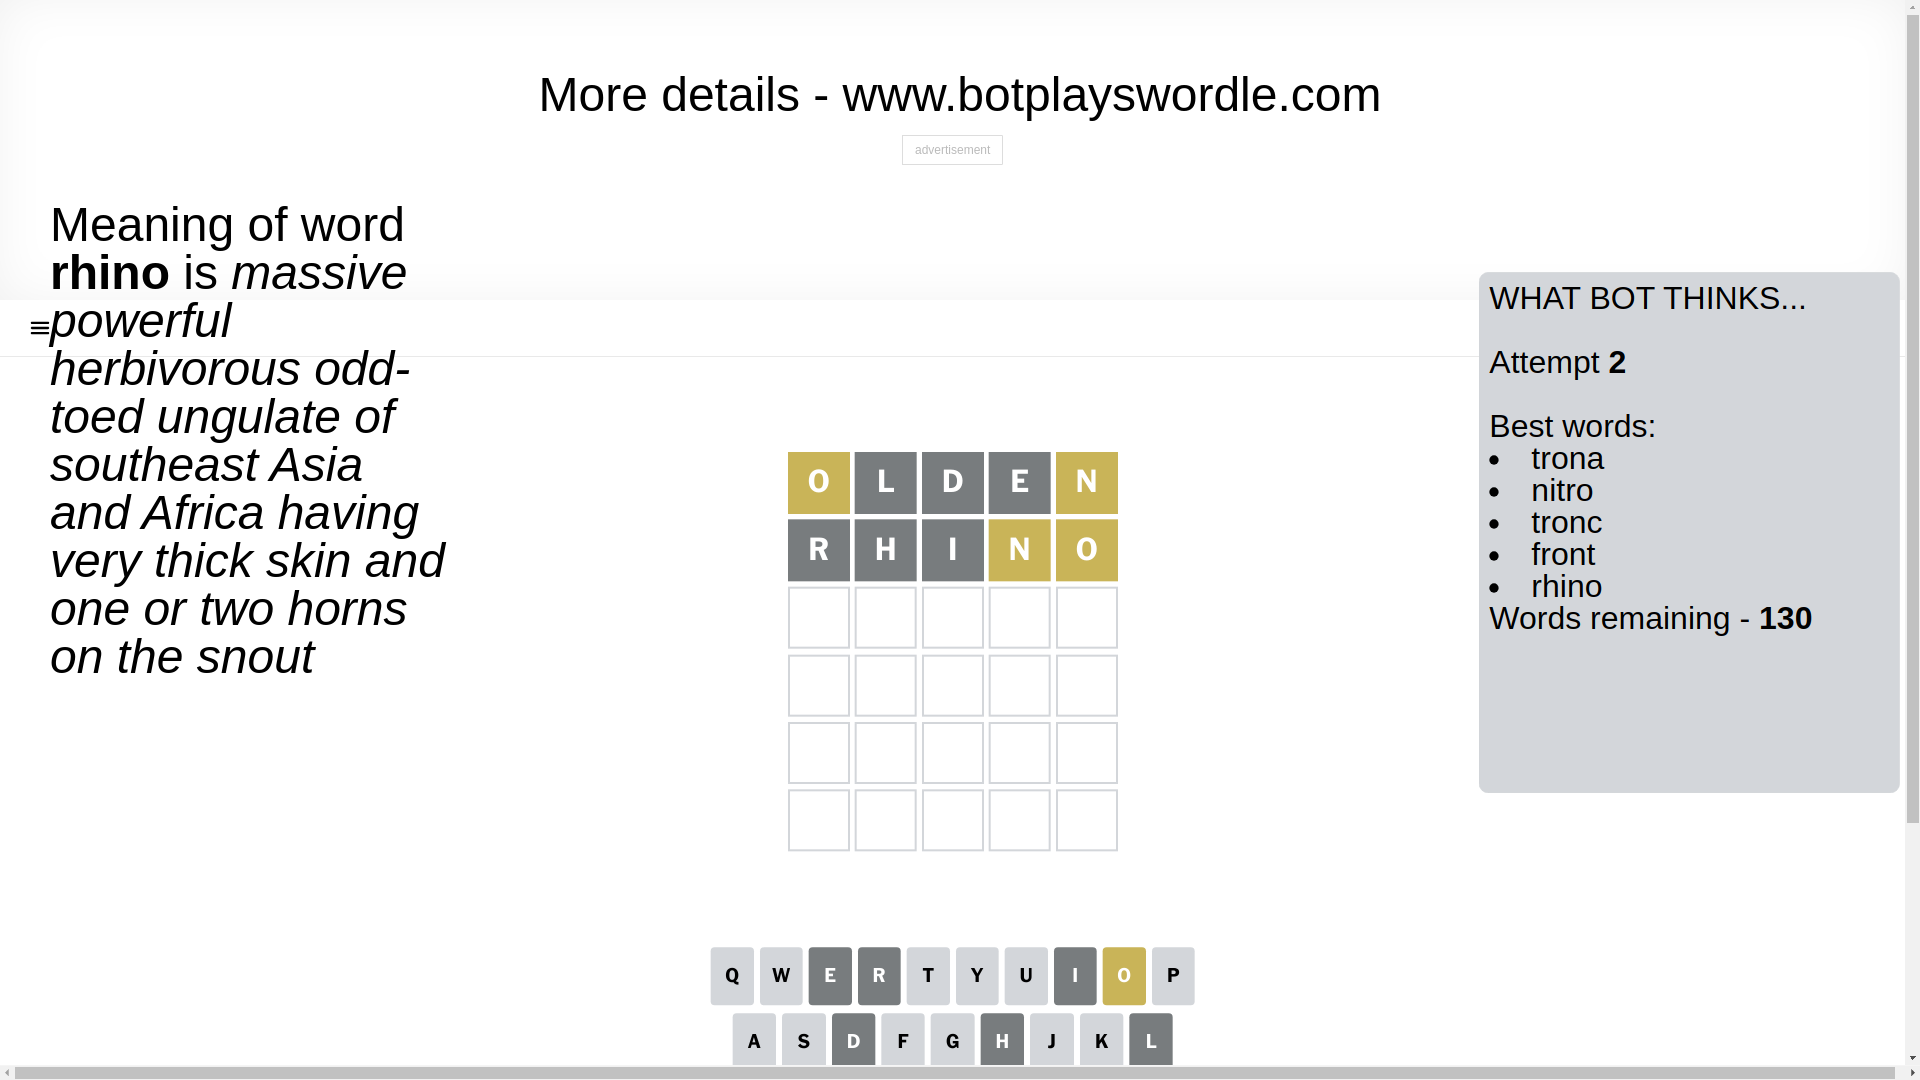 More details - www.botplayswordle.com
advertisement
Meaning of word
rhino is massive
powerful
herbivorous odd-
toed ungulate of
southeast Asia
and Africa having
very thick skin and
one or two horns
on the snout
WHAT BOT THINKS...
Attempt 2
Best words:
• trona
• nitro
• tronc
• front
• rhino
Words remaining - 130
O L D E N
R H I N O
Q W E R T Y U I O P
A S D F G H J K L